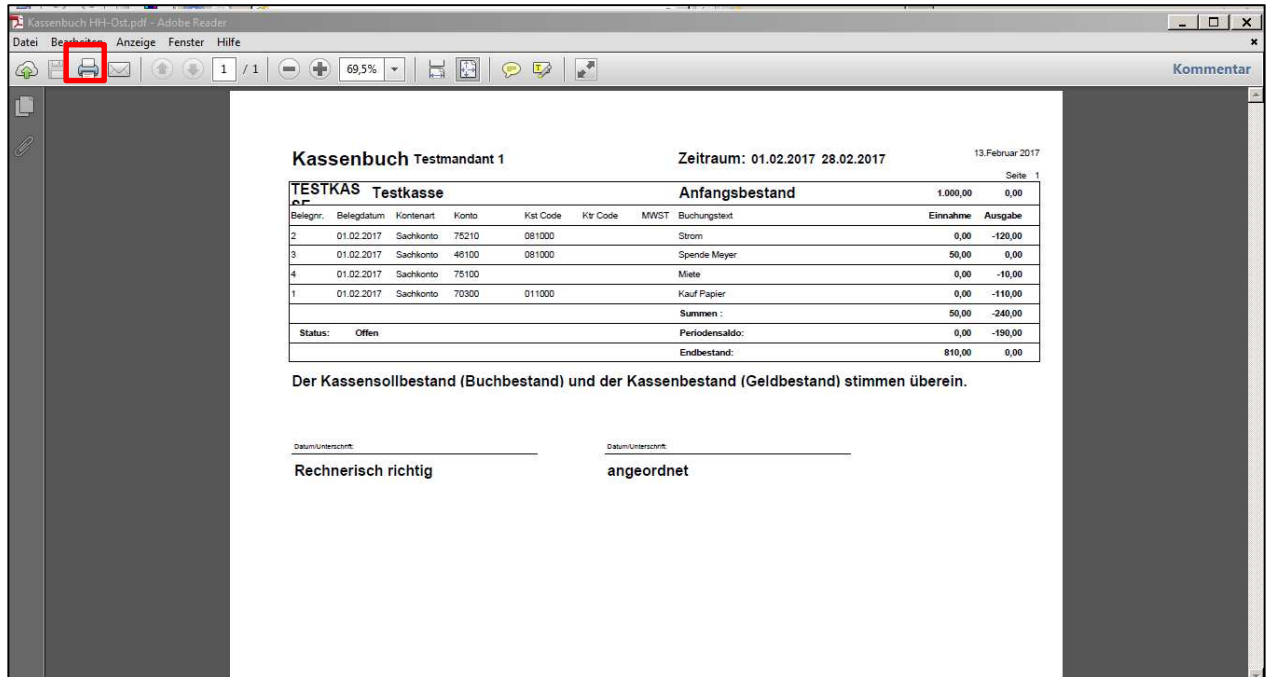 Kassenbuch HH-Ost.pdf - Adobe Reader
Datei Bearbeiten Anzeige Fenster Hilfe
1 / 1 69,5% Kommentar
Kassenbuch Testmandant 1 Zeitraum: 01.02.2017 28.02.2017 13.Februar 2017
Seite 1
TESTKAS Testkasse Anfangsbestand 1.000,00 0,00
SE
Belegnr. Belegdatum Kontenart Konto Kst Code Ktr Code MWST Buchungstext Einnahme Ausgabe
2 01.02.2017 Sachkonto 75210 081000 Strom 0,00 -120,00
3 01.02.2017 Sachkonto 46100 081000 Spende Meyer 50,00 0,00
4 01.02.2017 Sachkonto 75100 Miete 0,00 -10,00
1 01.02.2017 Sachkonto 70300 011000 Kauf Papier 0,00 -110,00
Summen : 50,00 -240,00
Status: Offen Periodensaldo: 0,00 -190,00
Endbestand: 810,00 0,00
Der Kassensollbestand (Buchbestand) und der Kassenbestand (Geldbestand) stimmen überein.
Datum/Unterschrift: Datum/Unterschrift:
Rechnerisch richtig angeordnet